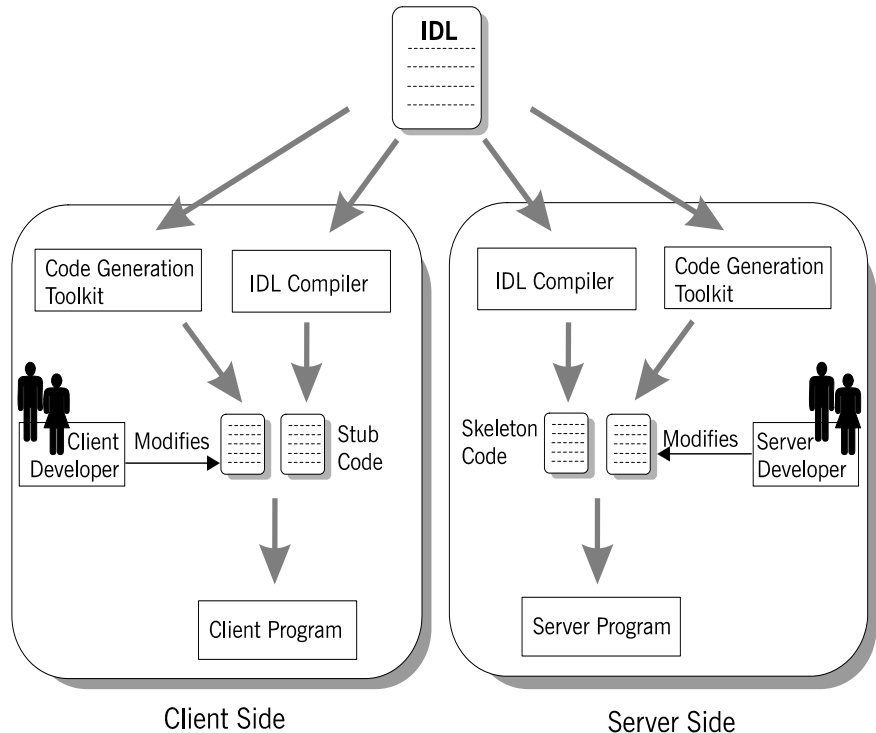 IDL
Code Generation
Toolkit
IDL Compiler
Client
Developer
Modifies
Stub
Code
Client Program
Client Side
IDL Compiler
Code Generation
Toolkit
Skeleton
Code
Modifies
Server
Developer
Server Program
Server Side